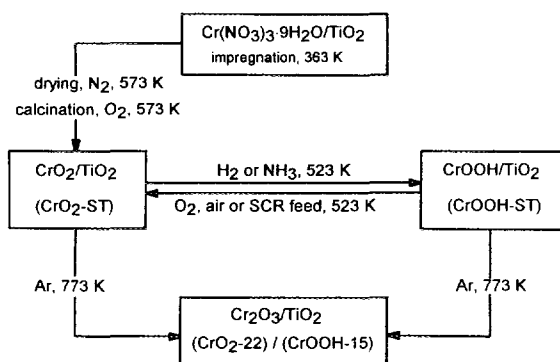 Cr(NO₃)₃·9H₂O/TiO₂
impregnation, 363 K
drying, N₂, 573 K
calcination, O₂, 573 K
CrO₂/TiO₂
(CrO₂-ST)
H₂ or NH₃, 523 K
O₂, air or SCR feed, 523 K
CrOOH/TiO₂
(CrOOH-ST)
Ar, 773 K
Ar, 773 K
Cr₂O₃/TiO₂
(CrO₂-22) / (CrOOH-15)